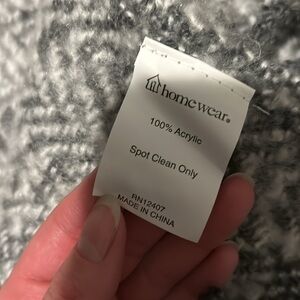 homewear®
100% Acrylic
Spot Clean Only
RN12407
MADE IN CHINA